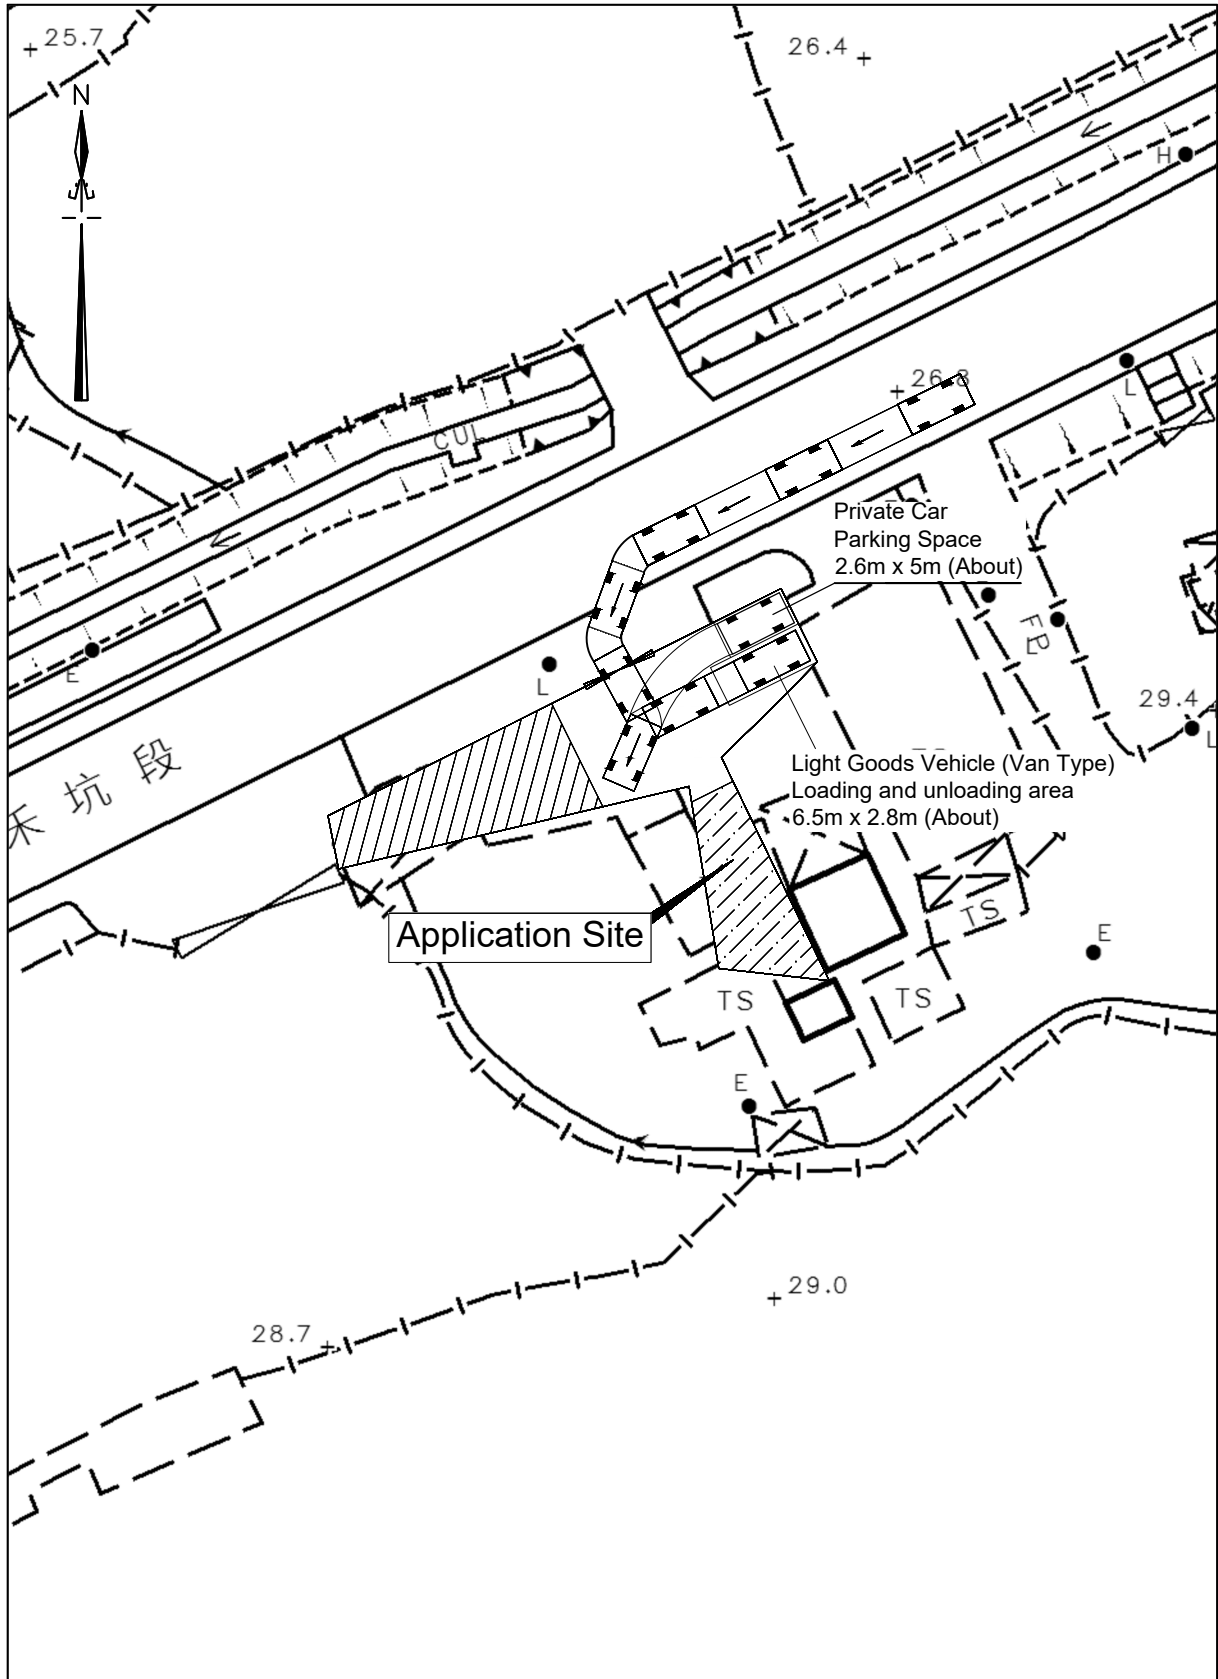 25.7
26.4
N
H
26.8
L
CUL
Private Car
Parking Space
2.6m x 5m (About)
E
L
FB
29.4
禾 坑 段
Light Goods Vehicle (Van Type)
Loading and unloading area
6.5m x 2.8m (About)
TS
Application Site
E
TS
TS
E
29.0
28.7